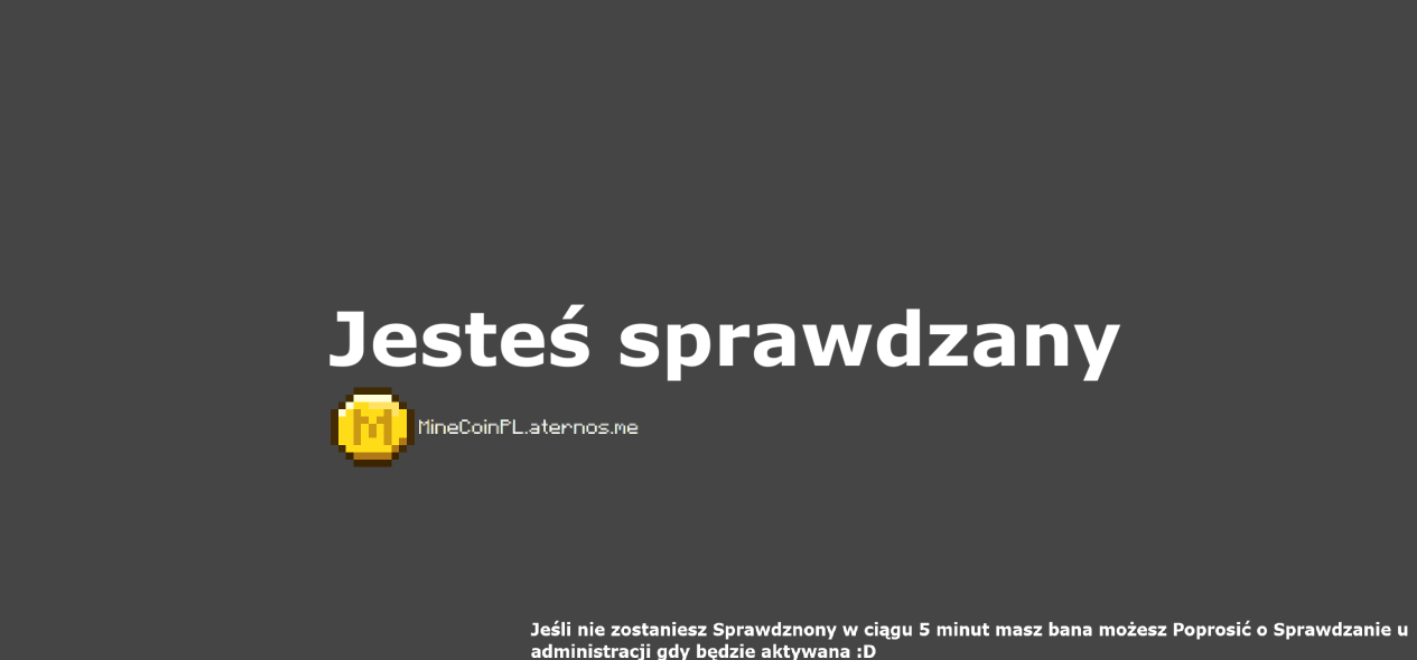 Jesteś sprawdzany
M
MineCoinPL.aternos.me
Jeśli nie zostaniesz Sprawdznony w ciągu 5 minut masz bana możesz Poprosić o Sprawdzanie u
administracji gdy będzie aktywana :D